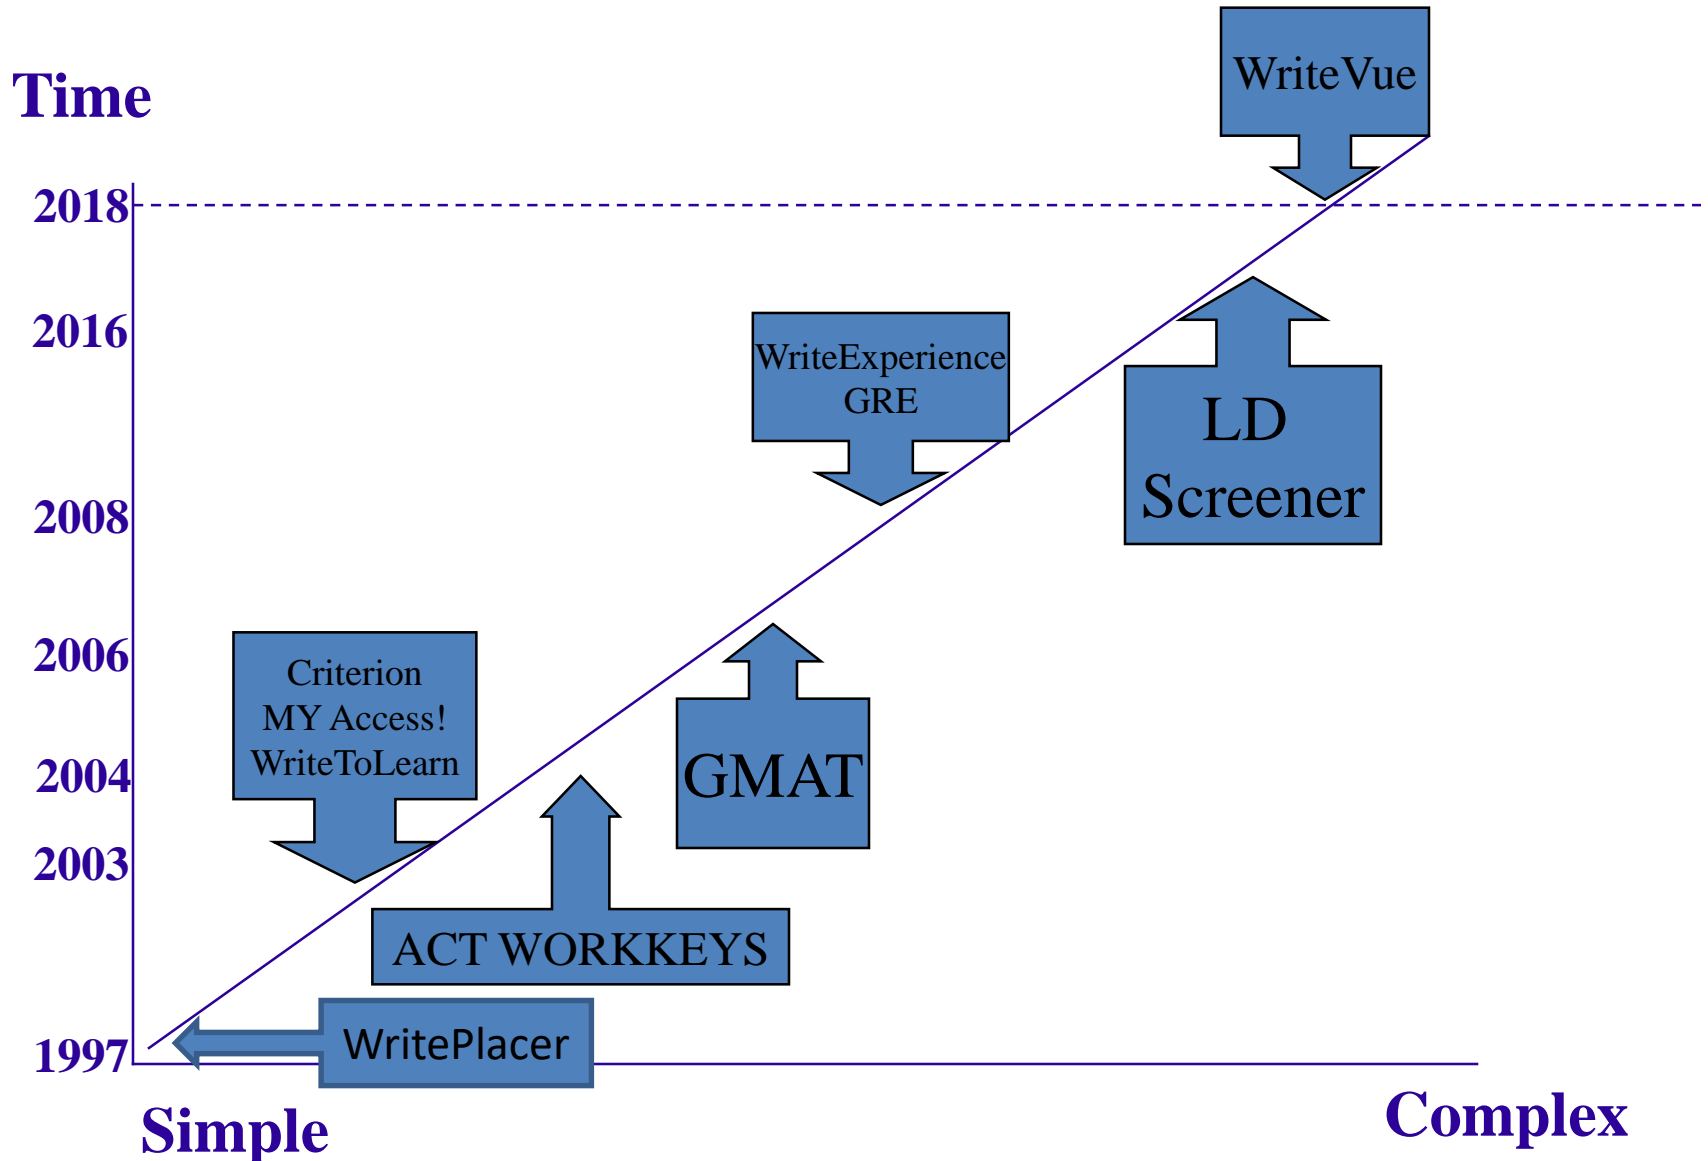 Time
WriteVue
2018
2016
WriteExperience
GRE
LD
Screener
2008
2006
Criterion
MY Access!
WriteToLearn
2004
GMAT
2003
ACT WORKKEYS
WritePlacer
1997
Simple
Complex